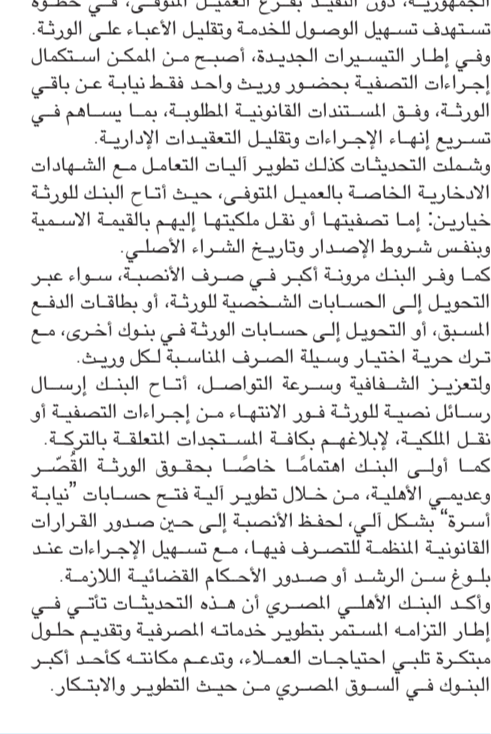 الجمهورية، دون التقيد بفرع العميل المتوفى، في خطوة
تستهدف تسهيل الوصول للخدمة وتقليل الأعباء على الورثة.
وفي إطار التيسيرات الجديدة، أصبح من الممكن استكمال
إجراءات التصفية بحضور وريث واحد فقط نيابة عن باقي
الورثة، وفق المستندات القانونية المطلوبة، بما يساهم في
تسريع إنهاء الإجراءات وتقليل التعقيدات الإدارية.
وشملت التحديثات كذلك تطوير آليات التعامل مع الشهادات
الادخارية الخاصة بالعميل المتوفى، حيث أتاح البنك للورثة
خيارين: إما تصفيتها أو نقل ملكيتها إليهم بالقيمة الاسمية
وبنفس شروط الإصدار وتاريخ الشراء الأصلي.
كما وفر البنك مرونة أكبر في صرف الأنصبة، سواء عبر
التحويل إلى الحسابات الشخصية للورثة، أو بطاقات الدفع
المسبق، أو التحويل إلى حسابات الورثة في بنوك أخرى، مع
ترك حرية اختيار وسيلة الصرف المناسبة لكل وريث.
ولتعزيز الشفافية وسرعة التواصل، أتاح البنك إرسال
رسائل نصية للورثة فور الانتهاء من إجراءات التصفية أو
نقل الملكية، لإبلاغهم بكافة المستجدات المتعلقة بالتركة.
كما أولى البنك اهتمامًا خاصًا بحقوق الورثة القُصّر
وعديمي الأهلية، من خلال تطوير آلية فتح حسابات ”نيابة
أسرة“ بشكل آلي، لحفظ الأنصبة إلى حين صدور القرارات
القانونية المنظمة للتصرف فيها، مع تسهيل الإجراءات عند
بلوغ سن الرشد أو صدور الأحكام القضائية اللازمة.
وأكد البنك الأهلي المصري أن هذه التحديثات تأتي في
إطار التزامه المستمر بتطوير خدماته المصرفية وتقديم حلول
مبتكرة تلبي احتياجات العملاء، وتدعم مكانته كأحد أكبر
البنوك في السوق المصري من حيث التطوير والابتكار.